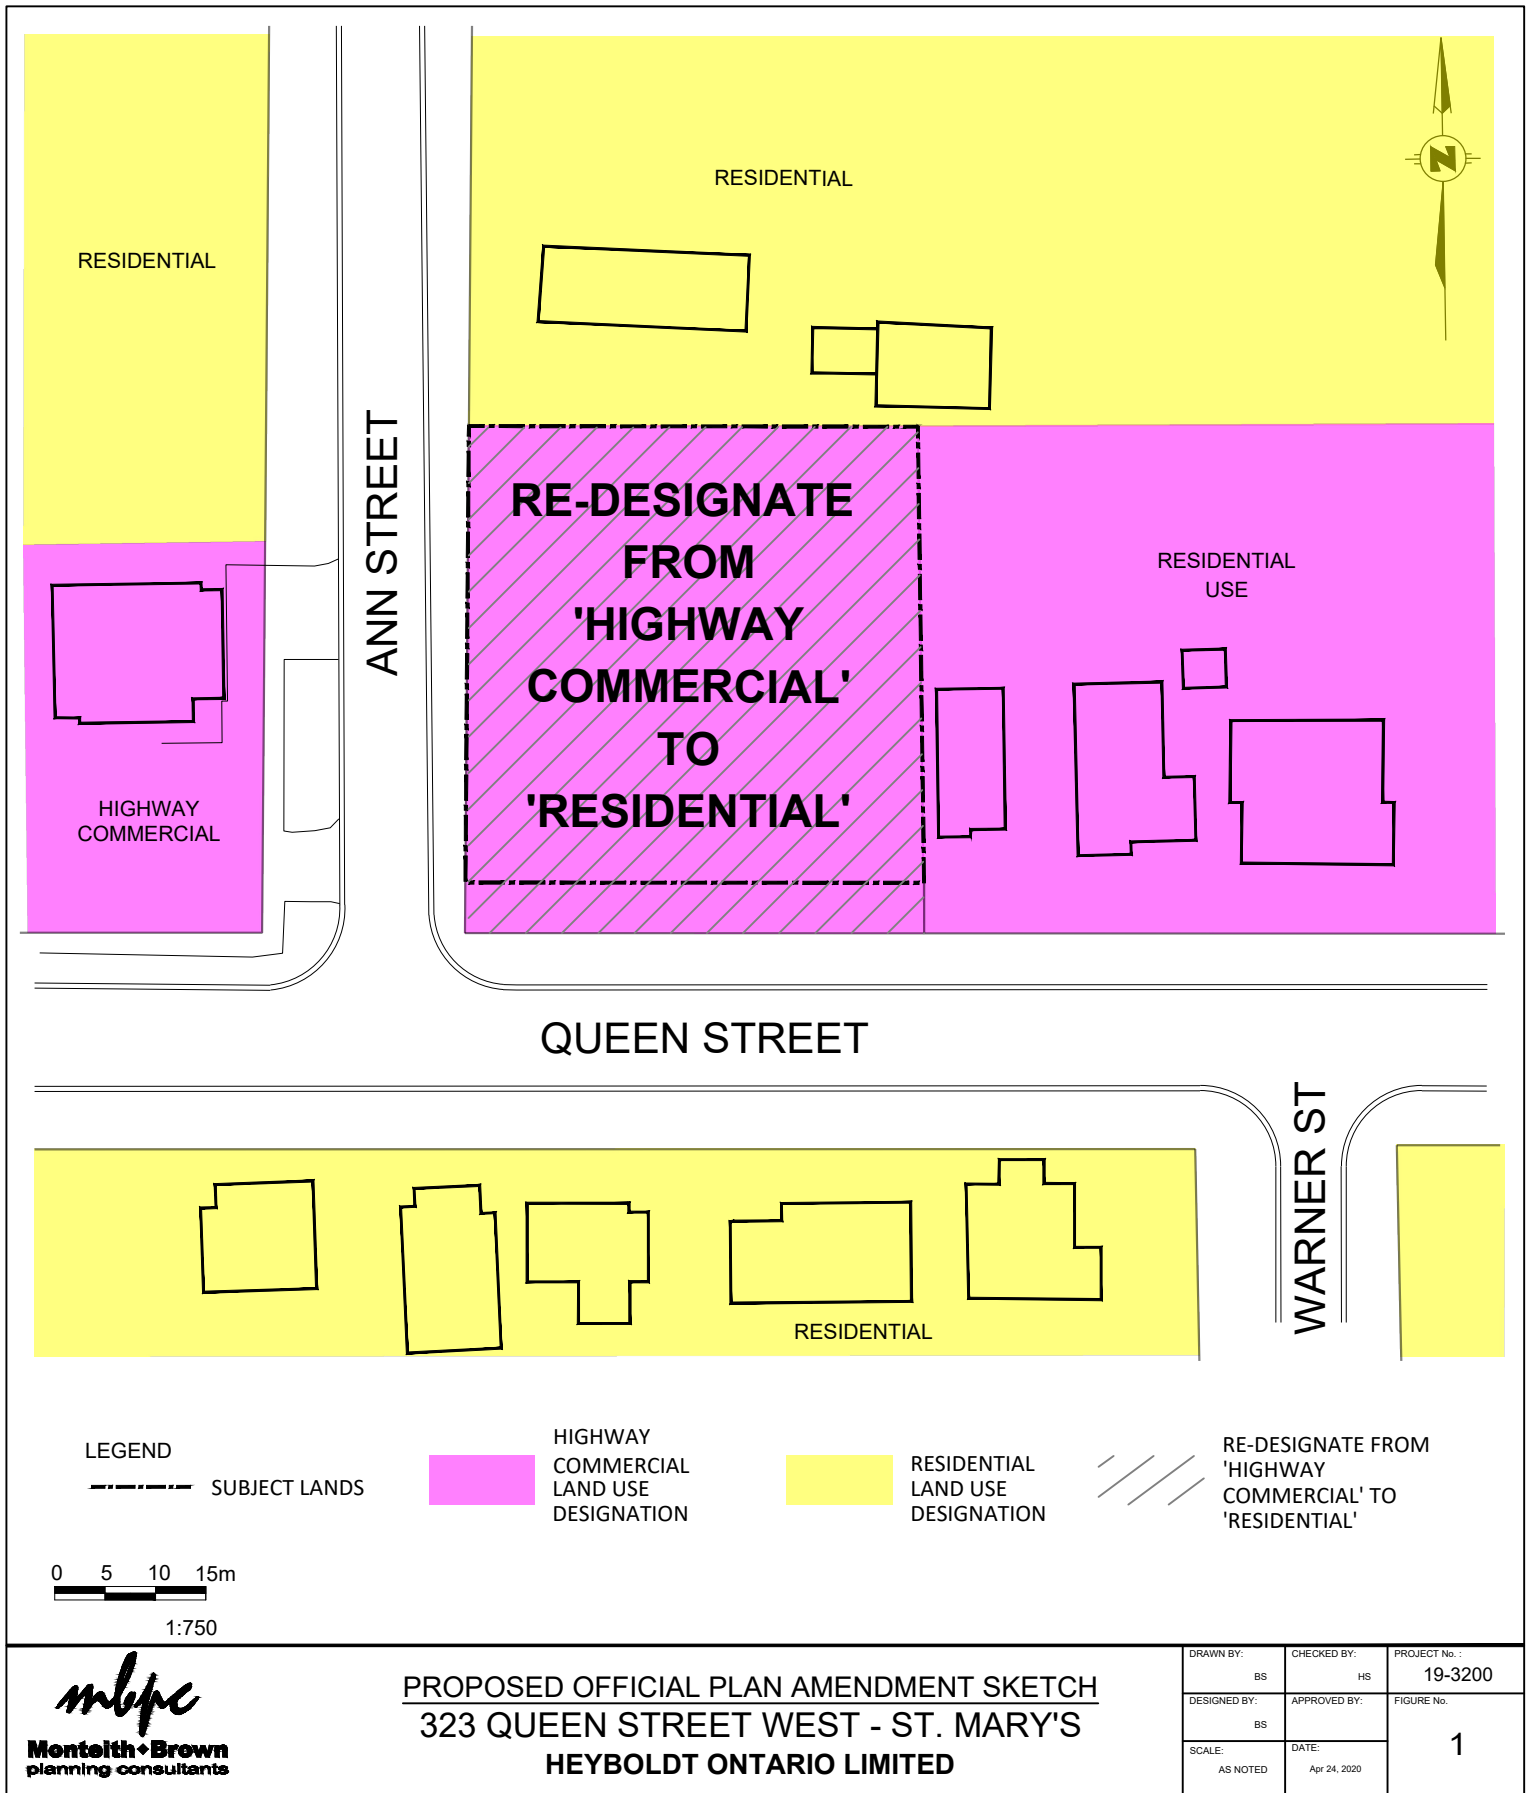 RESIDENTIAL
RESIDENTIAL
N
ANN STREET
RE-DESIGNATE
FROM
'HIGHWAY
COMMERCIAL'
TO
'RESIDENTIAL'
RESIDENTIAL
USE
HIGHWAY
COMMERCIAL
QUEEN STREET
WARNER ST
RESIDENTIAL
LEGEND
SUBJECT LANDS
HIGHWAY
COMMERCIAL
LAND USE
DESIGNATION
RESIDENTIAL
LAND USE
DESIGNATION
RE-DESIGNATE FROM
'HIGHWAY
COMMERCIAL' TO
'RESIDENTIAL'
0 5 10 15m
1:750
mbpc
Monteith♦Brown
planning consultants
PROPOSED OFFICIAL PLAN AMENDMENT SKETCH
323 QUEEN STREET WEST - ST. MARY'S
HEYBOLDT ONTARIO LIMITED
DRAWN BY:
BS
CHECKED BY:
HS
PROJECT No. :
19-3200
DESIGNED BY:
BS
APPROVED BY:
FIGURE No.
1
SCALE:
AS NOTED
DATE:
Apr 24, 2020